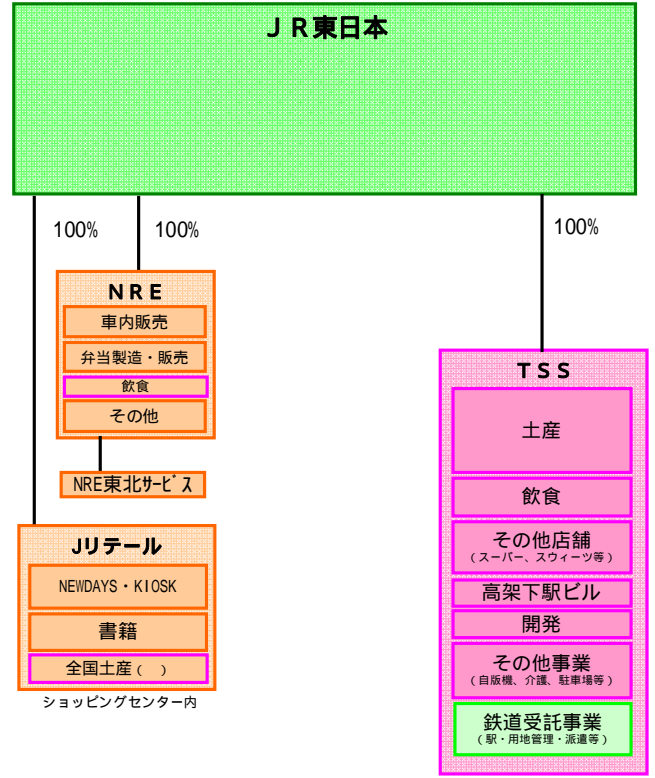 ＪＲ東日本
100%
100%
100%
ＮＲＥ
車内販売
弁当製造・販売
飲食
その他
NRE東北ｻｰﾋﾞｽ
Jリテール
NEWDAYS・KIOSK
書籍
全国土産（　）
ショッピングセンター内
ＴＳＳ
土産
飲食
その他店舗
（スーパー、スウィーツ等）
高架下駅ビル
開発
その他事業
（自販機、介護、駐車場等）
鉄道受託事業
（駅・用地管理・派遣等）